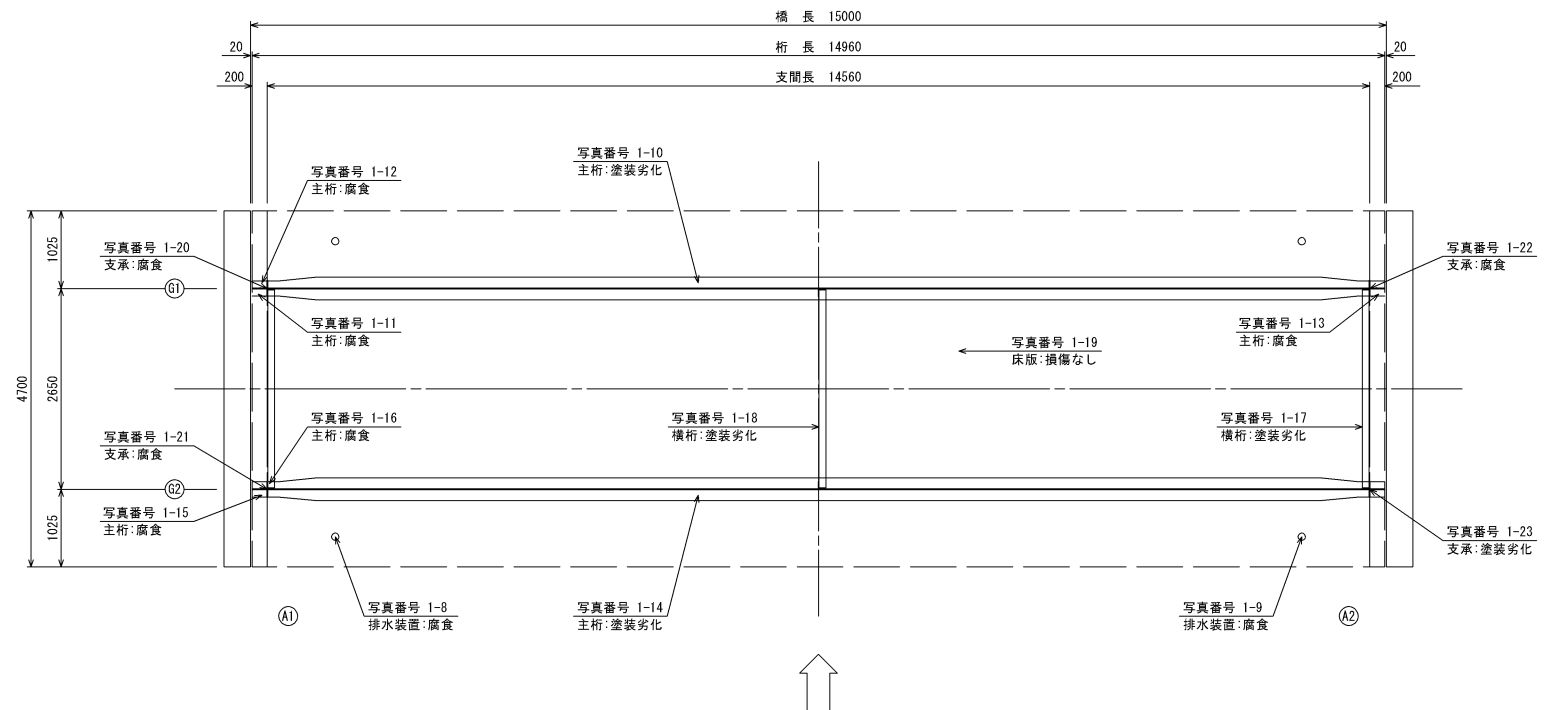 橋 長 15000
20
桁 長 14960
20
200
支間長 14560
200
写真番号 1-10
主桁:塗装劣化
写真番号 1-12
主桁:腐食
写真番号 1-20
支承:腐食
写真番号 1-22
支承:腐食
1025
G1
写真番号 1-11
主桁:腐食
写真番号 1-13
主桁:腐食
写真番号 1-19
床版:損傷なし
4700
2650
写真番号 1-16
主桁:腐食
写真番号 1-18
横桁:塗装劣化
写真番号 1-17
横桁:塗装劣化
写真番号 1-21
支承:腐食
G2
写真番号 1-15
主桁:腐食
1025
写真番号 1-23
支承:塗装劣化
A1
写真番号 1-8
排水装置:腐食
写真番号 1-14
主桁:塗装劣化
写真番号 1-9
排水装置:腐食
A2